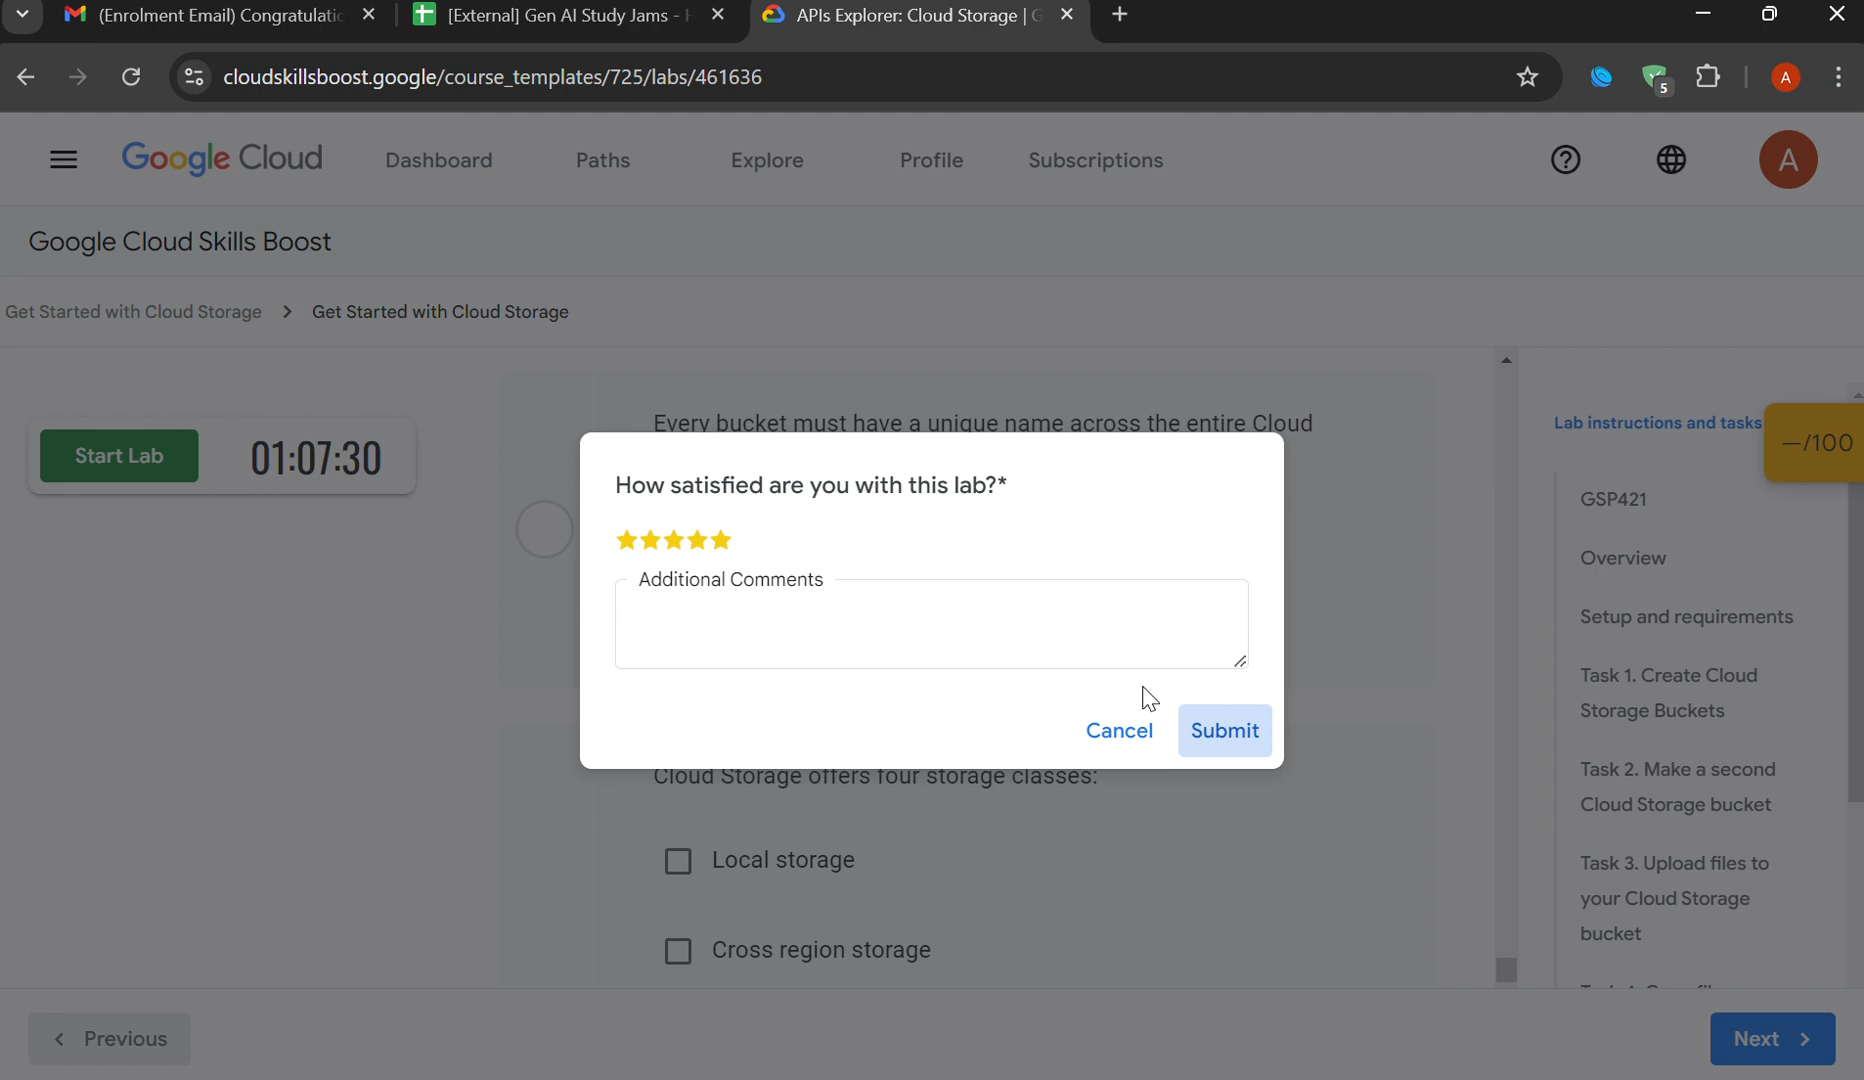 (Enrolment Email) Congratulatio
[External] Gen AI Study Jams -
APIs Explorer: Cloud Storage |
cloudskillsboost.google/course_templates/725/labs/461636
5
A
Google Cloud
Dashboard
Paths
Explore
Profile
Subscriptions
A
Google Cloud Skills Boost
Get Started with Cloud Storage > Get Started with Cloud Storage
Start Lab
01:07:30
Every bucket must have a unique name across the entire Cloud
How satisfied are you with this lab?*
Additional Comments
Cancel
Submit
Cloud Storage offers four storage classes:
Local storage
Cross region storage
Lab instructions and tasks
—/100
GSP421
Overview
Setup and requirements
Task 1. Create Cloud
Storage Buckets
Task 2. Make a second
Cloud Storage bucket
Task 3. Upload files to
your Cloud Storage
bucket
Previous
Next